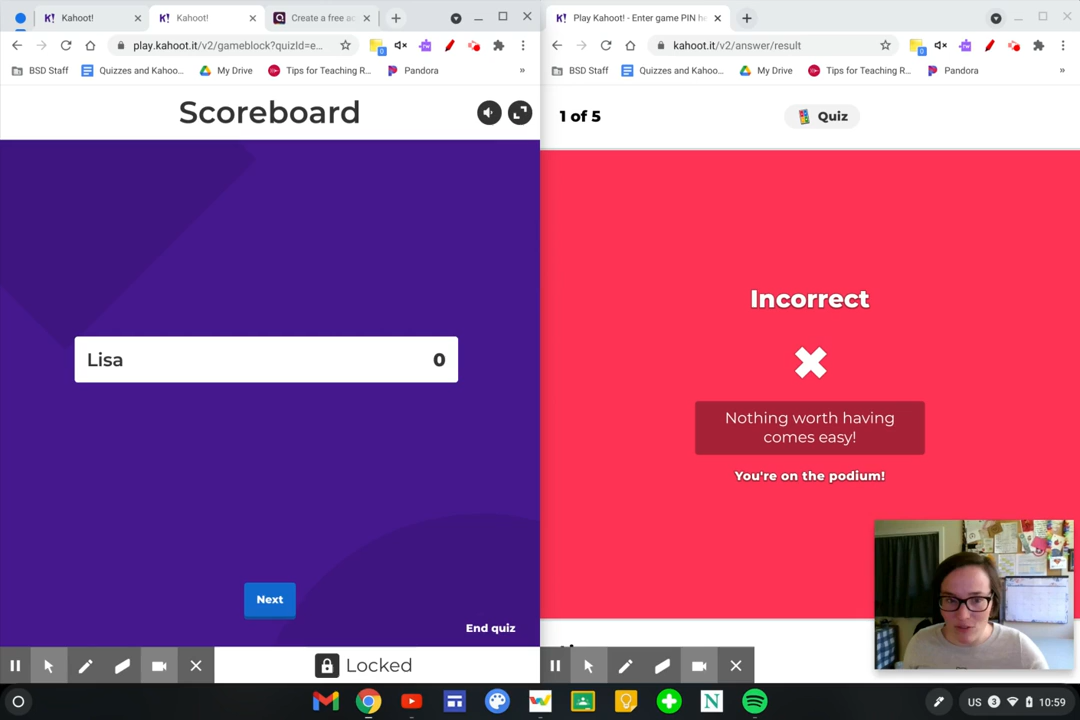 Kahoot!
Kahoot!
Create a free ac
play.kahoot.it/v2/gameblock?quizId=e...
BSD Staff
Quizzes and Kahoo...
My Drive
Tips for Teaching R...
Pandora
»
Scoreboard
Lisa
0
Next
End quiz
Locked
Play Kahoot! - Enter game PIN he
kahoot.it/v2/answer/result
BSD Staff
Quizzes and Kahoo...
My Drive
Tips for Teaching R...
Pandora
»
1 of 5
Quiz
Incorrect
Nothing worth having
comes easy!
You're on the podium!
US
3
10:59